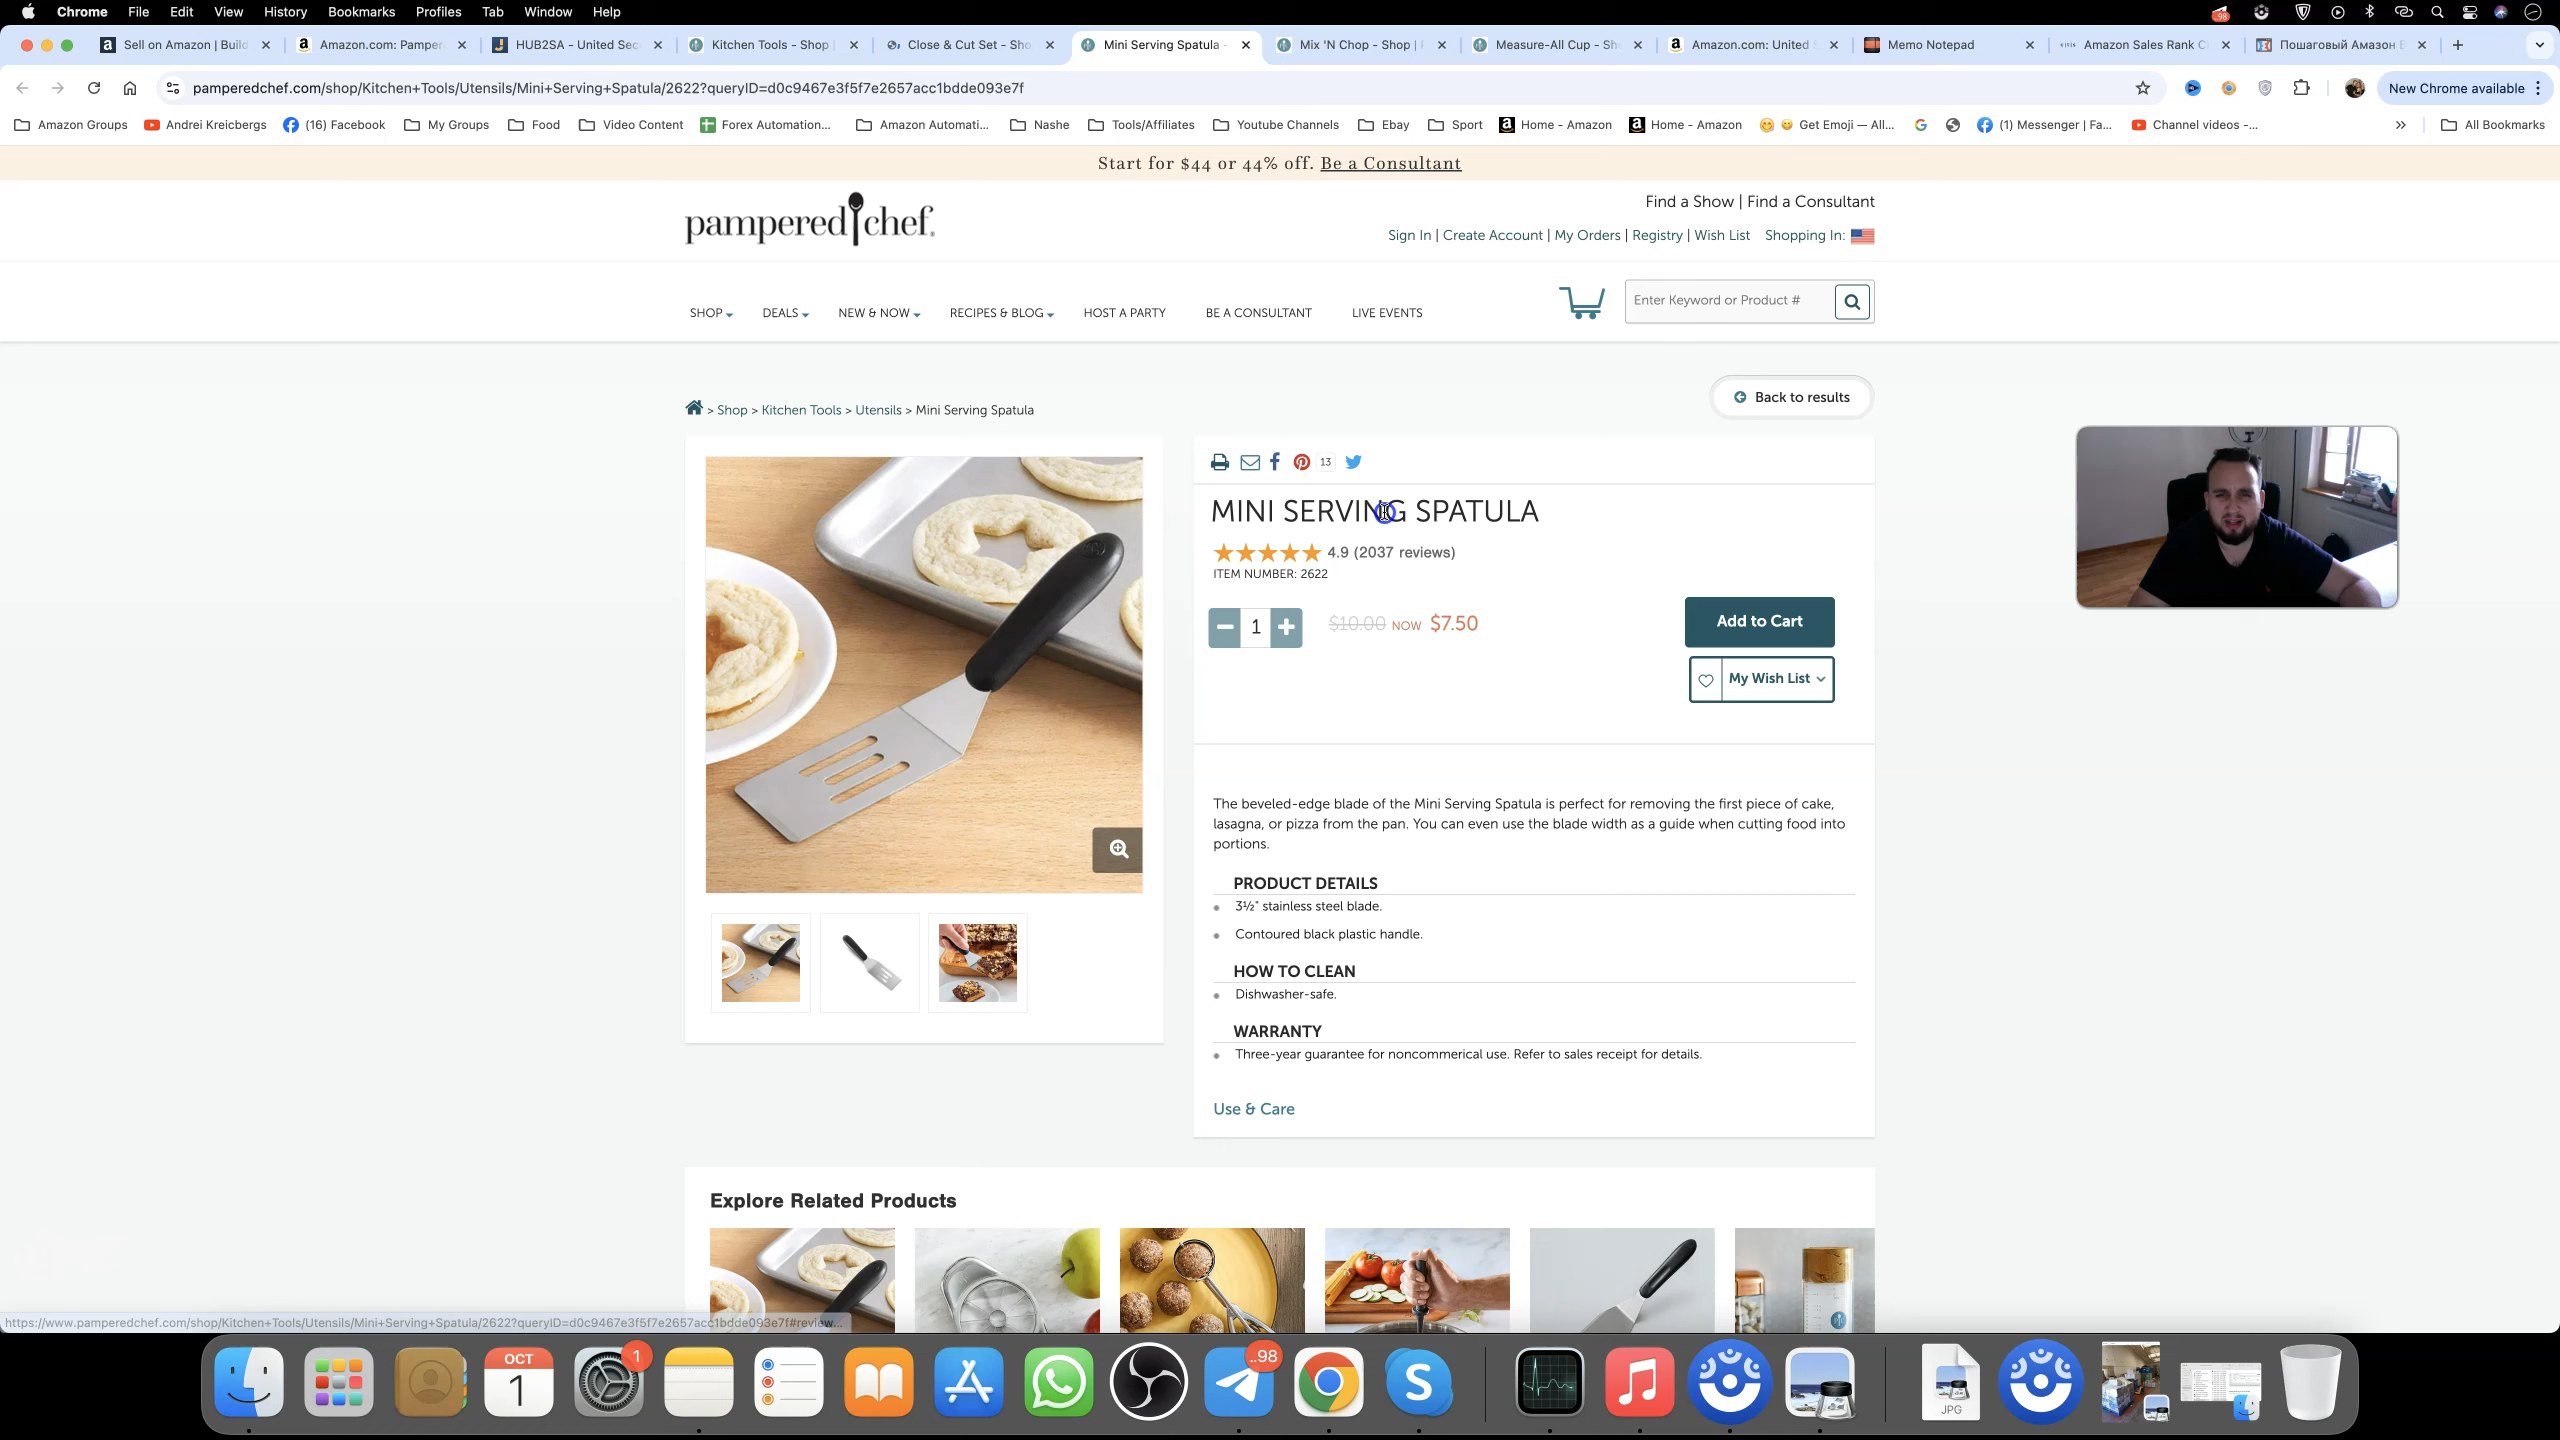 Chrome File Edit View History Bookmarks Profiles Tab Window Help
98
Sell on Amazon | Build
Amazon.com: Pamper
HUB2SA - United Sec
Kitchen Tools - Shop |
Close & Cut Set - Sho
Mini Serving Spatula -
Mix 'N Chop - Shop |
Measure-All Cup - Sh
Amazon.com: United S
Memo Notepad
Amazon Sales Rank C
Пошаговый Амазон
pamperedchef.com/shop/Kitchen+Tools/Utensils/Mini+Serving+Spatula/2622?queryID=d0c9467e3f5f7e2657acc1bdde093e7f
New Chrome available
Amazon Groups
Andrei Kreicbergs
(16) Facebook
My Groups
Food
Video Content
Forex Automation...
Amazon Automati...
Nashe
Tools/Affiliates
Youtube Channels
Ebay
Sport
Home - Amazon
Home - Amazon
Get Emoji — All...
(1) Messenger | Fa...
Channel videos -...
»
All Bookmarks
Start for $44 or 44% off. Be a Consultant
pampered chef®
Find a Show | Find a Consultant
Sign In | Create Account | My Orders | Registry | Wish List Shopping In:
SHOP DEALS NEW & NOW RECIPES & BLOG HOST A PARTY BE A CONSULTANT LIVE EVENTS
Enter Keyword or Product #
> Shop > Kitchen Tools > Utensils > Mini Serving Spatula
Back to results
13
MINI SERVING SPATULA
4.9 (2037 reviews)
ITEM NUMBER: 2622
1
$10.00 NOW $7.50
Add to Cart
My Wish List
The beveled-edge blade of the Mini Serving Spatula is perfect for removing the first piece of cake,
lasagna, or pizza from the pan. You can even use the blade width as a guide when cutting food into
portions.
PRODUCT DETAILS
3½" stainless steel blade.
Contoured black plastic handle.
HOW TO CLEAN
Dishwasher-safe.
WARRANTY
Three-year guarantee for noncommerical use. Refer to sales receipt for details.
Use & Care
Explore Related Products
https://www.pamperedchef.com/shop/Kitchen+Tools/Utensils/Mini+Serving+Spatula/2622?queryID=d0c9467e3f5f7e2657acc1bdde093e7f#review...
OCT
1
1
..98
JPG